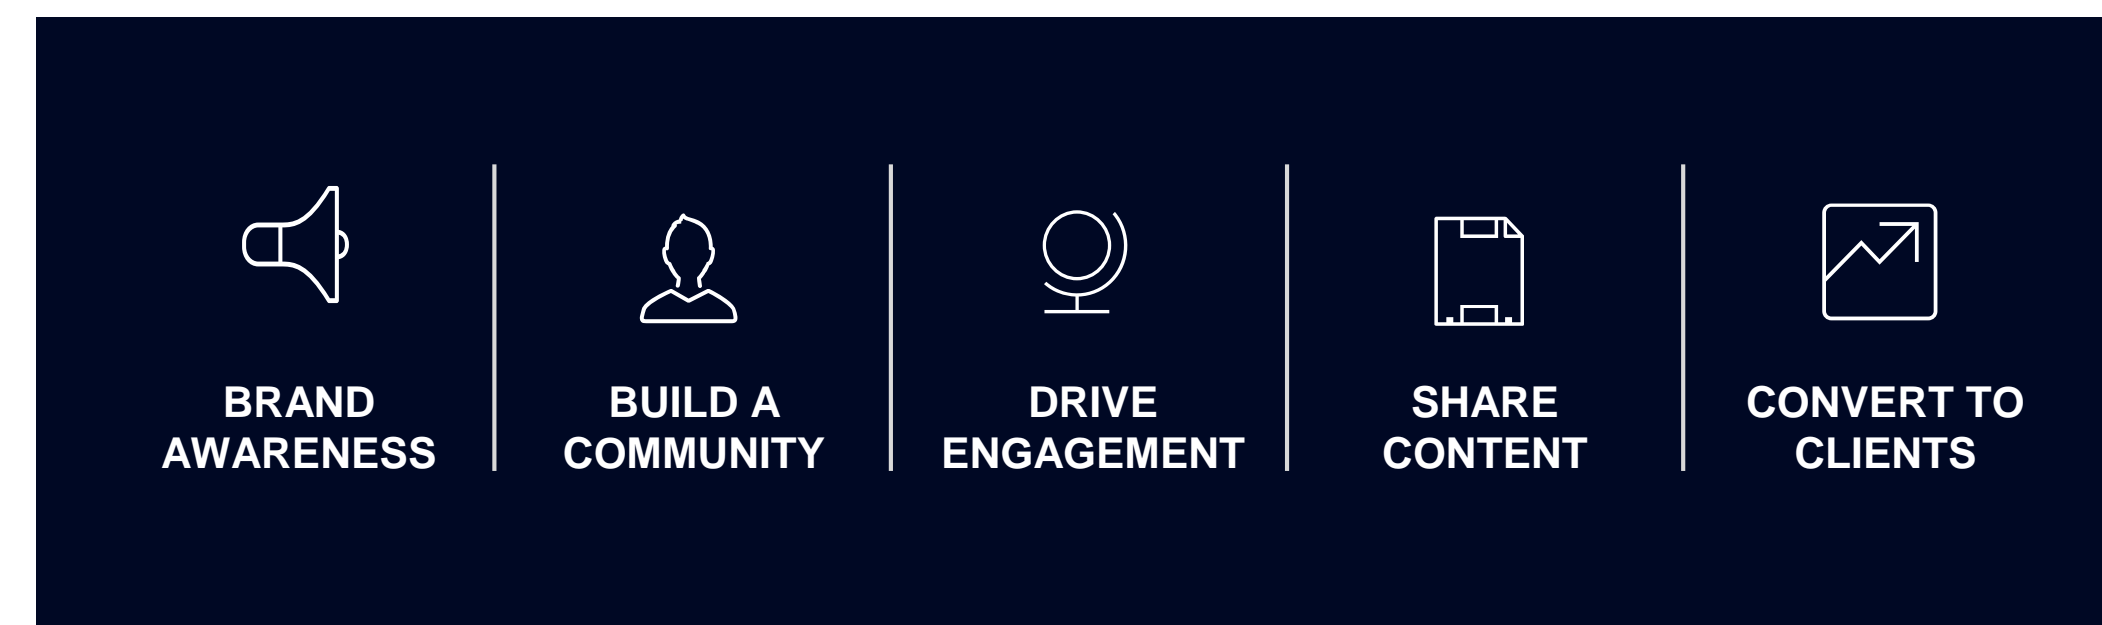 BRAND
AWARENESS
BUILD A
COMMUNITY
DRIVE
ENGAGEMENT
SHARE
CONTENT
CONVERT TO
CLIENTS